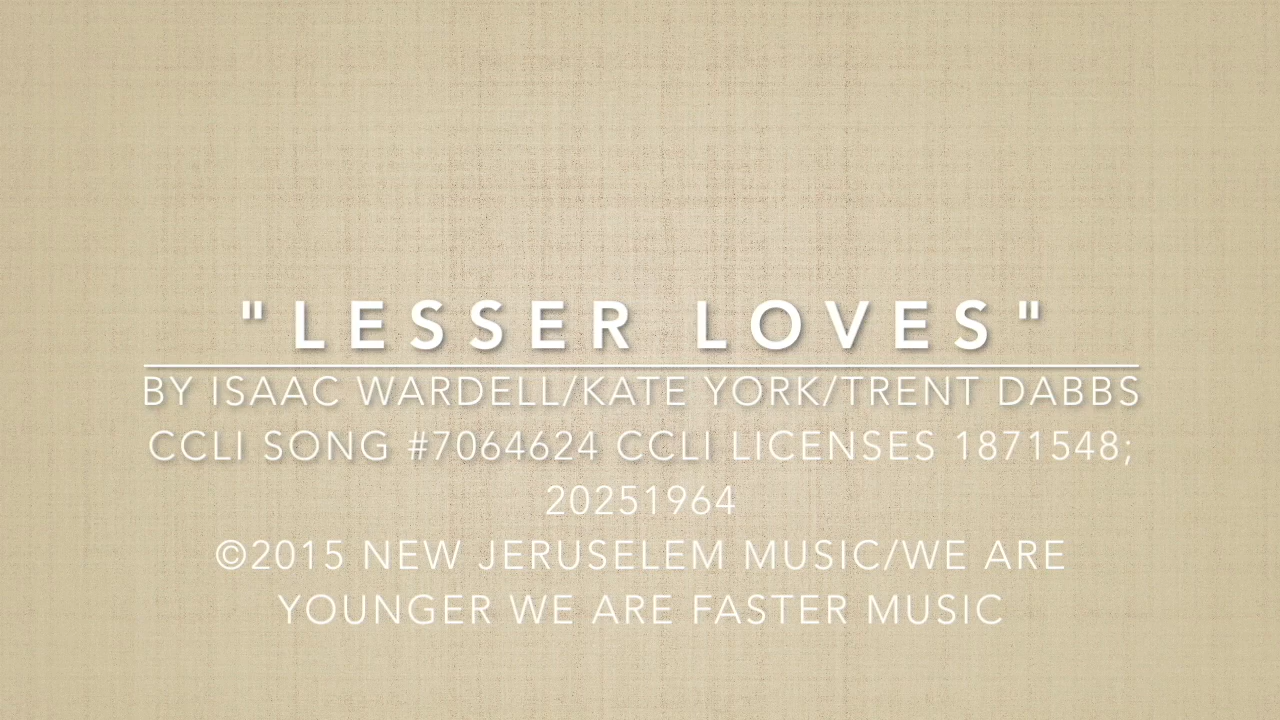 "LESSER LOVES"
BY ISAAC WARDELL/KATE YORK/TRENT DABBS
CCLI SONG #7064624 CCLI LICENSES 1871548;
20251964
©2015 NEW JERUSELEM MUSIC/WE ARE
YOUNGER WE ARE FASTER MUSIC